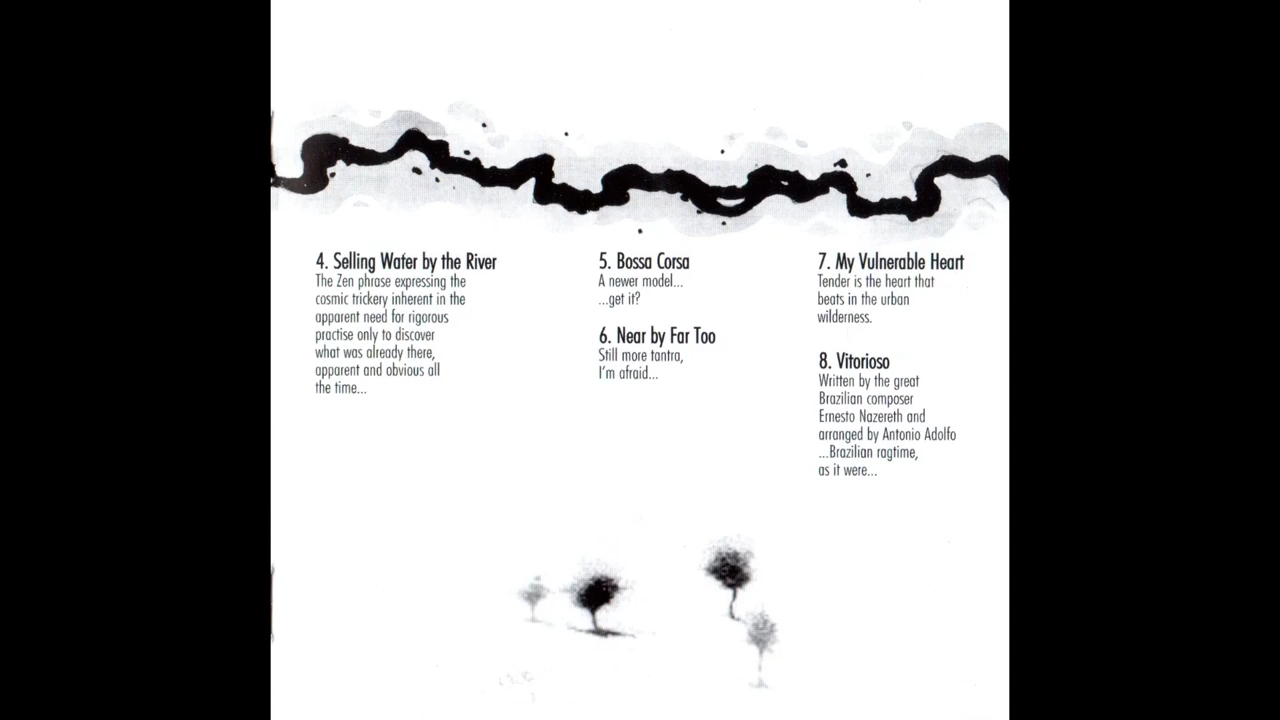 4. Selling Water by the River
The Zen phrase expressing the
cosmic trickery inherent in the
apparent need for rigorous
practise only to discover
what was already there,
apparent and obvious all
the time...
5. Bossa Corsa
A newer model...
...get it?
6. Near by Far Too
Still more tantra,
I'm afraid...
7. My Vulnerable Heart
Tender is the heart that
beats in the urban
wilderness.
8. Vitorioso
Written by the great
Brazilian composer
Ernesto Nazereth and
arranged by Antonio Adolfo
...Brazilian ragtime,
as it were...